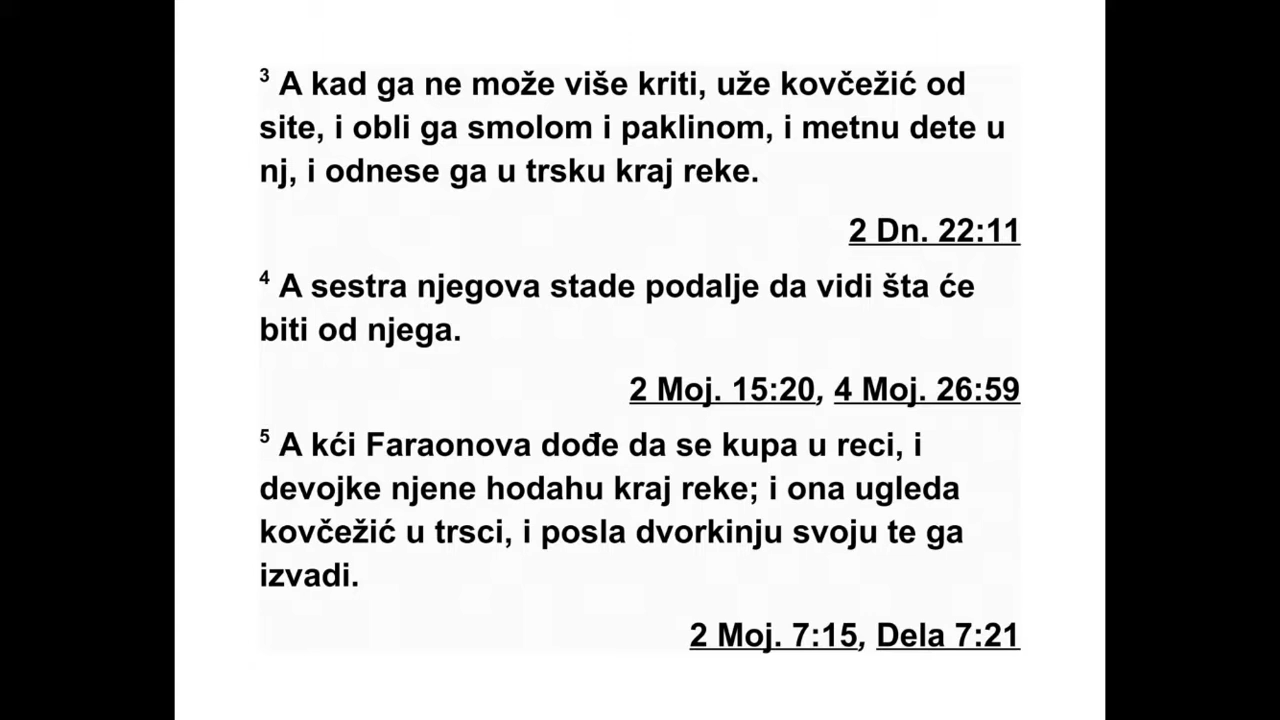 3 A kad ga ne može više kriti, uže kovčežić od
site, i obli ga smolom i paklinom, i metnu dete u
nj, i odnese ga u trsku kraj reke.
2 Dn. 22:11
4 A sestra njegova stade podalje da vidi šta će
biti od njega.
2 Moj. 15:20, 4 Moj. 26:59
5 A kći Faraonova dođe da se kupa u reci, i
devojke njene hodahu kraj reke; i ona ugleda
kovčežić u trsci, i posla dvorkinju svoju te ga
izvadi.
2 Moj. 7:15, Dela 7:21